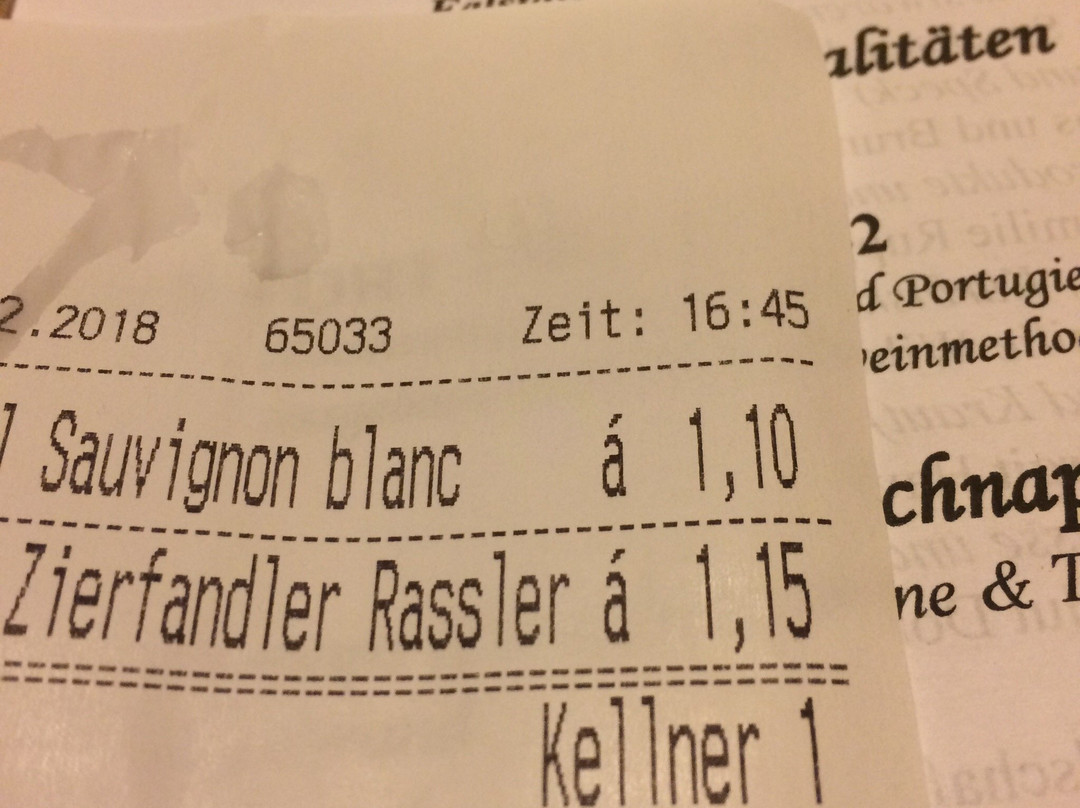 2.2018 65033 Zeit: 16:45
Sauvignon blanc á 1,10
Zierfandler Rassler á 1,15
Kellner 1
alitäten
2
d Portugie
einmetho
chnap
ne & T